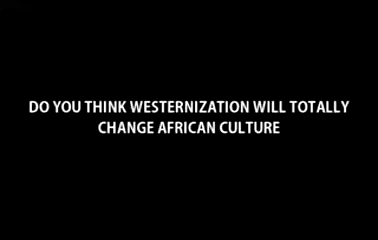 DO YOU THINK WESTERNIZATION WILL TOTALLY
CHANGE AFRICAN CULTURE